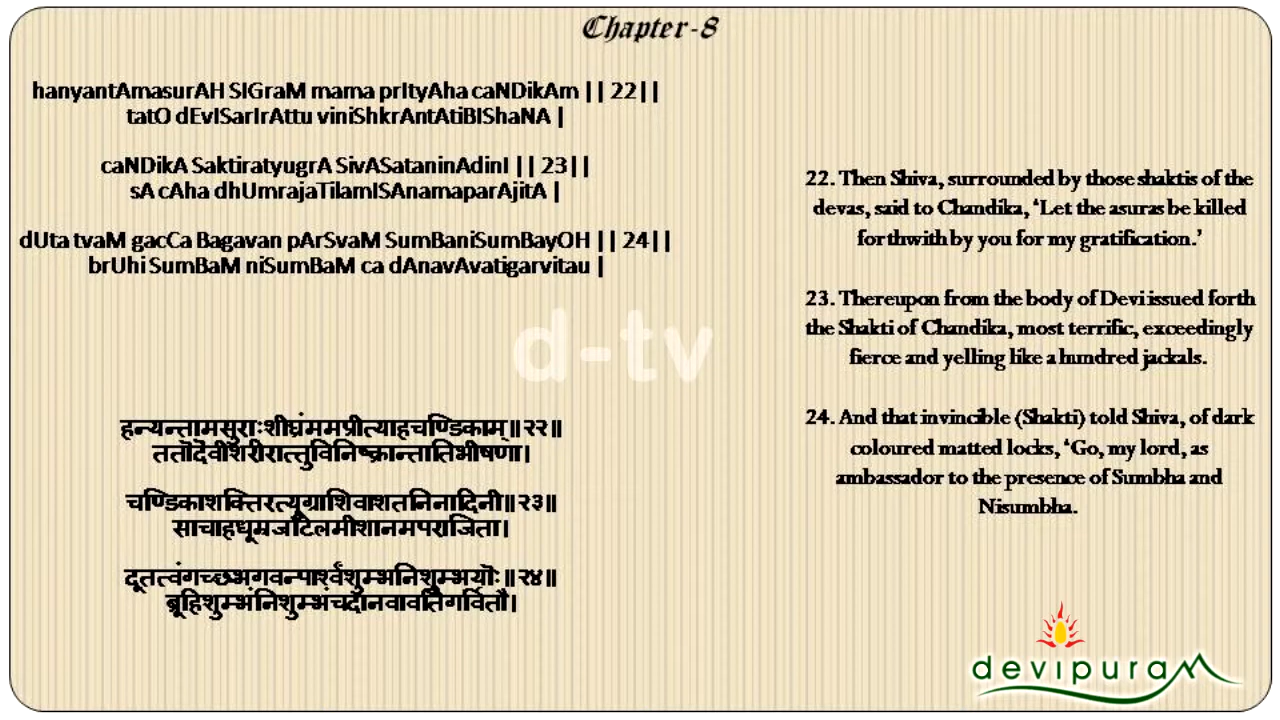 Chapter-8
hanyantAmasurAH SIGraM mama prItyAha caNDikAm || 22||
tatO dEvISarIrAttu viniShkrAntAtiBIShaNA |
caNDikA SaktiratyugrA SivASataninAdinI || 23||
sA cAha dhUmrajaTilamISAnamaparAjitA |
dUta tvaM gacCa Bagavan pArSvaM SumBaniSumBayOH || 24||
brUhi SumBaM niSumBaM ca dAnavAvatigarvitau |
हन्यन्तामसुराःशीघ्रंममप्रीत्याहचण्डिकाम्॥२२॥
ततॊदॆवीशरीरात्तुविनिष्क्रान्तातिभीषणा।
चण्डिकाशक्तिरत्युग्राशिवाशतनिनादिनी॥२३॥
साचाहधूम्रजटिलमीशानमपराजिता।
दूतत्वंगच्छभगवन्पार्श्वंशुम्भनिशुम्भयॊः॥२४॥
ब्रूहिशुम्भंनिशुम्भंचदानवावतिगर्वितौ।
22. Then Shiva, surrounded by those shaktis of the
devas, said to Chandika, ‘Let the asuras be killed
forthwith by you for my gratification.’
23. Thereupon from the body of Devi issued forth
the Shakti of Chandika, most terrific, exceedingly
fierce and yelling like a hundred jackals.
24. And that invincible (Shakti) told Shiva, of dark
coloured matted locks, ‘Go, my lord, as
ambassador to the presence of Sumbha and
Nisumbha.
d-tv
devipuram